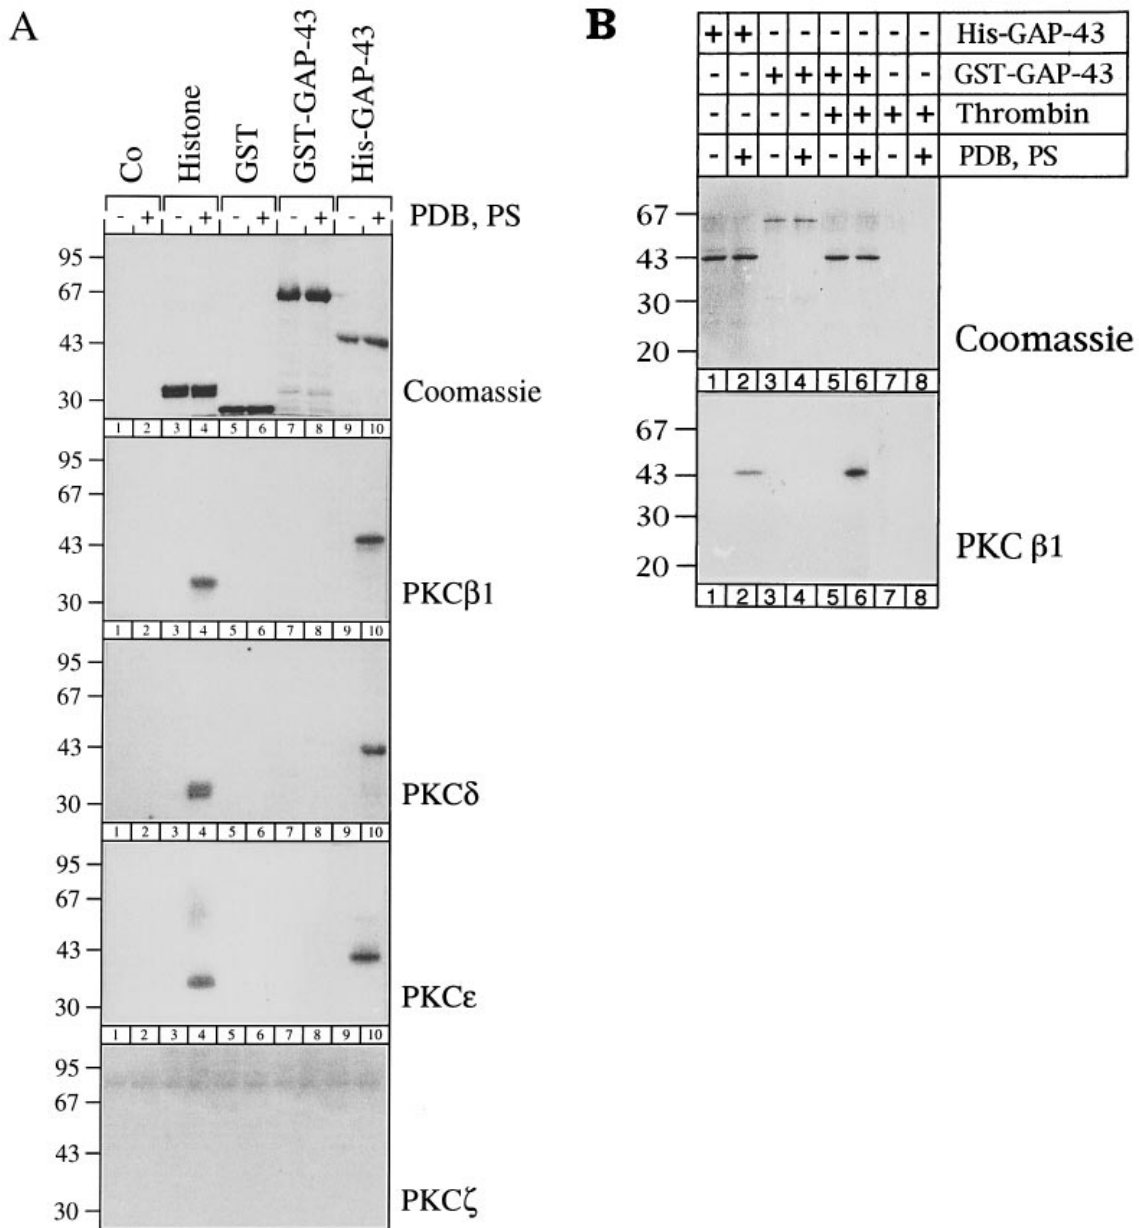 A
Co
Histone
GST
GST-GAP-43
His-GAP-43
- + - + - + - + - + PDB, PS
95
67
43
30
Coomassie
1 2 3 4 5 6 7 8 9 10
95
67
43
30
PKCβ1
1 2 3 4 5 6 7 8 9 10
95
67
43
30
PKCδ
1 2 3 4 5 6 7 8 9 10
95
67
43
30
PKCε
1 2 3 4 5 6 7 8 9 10
95
67
43
30
PKCζ
B
+ + - - - - - - His-GAP-43
- - + + + + - - GST-GAP-43
- - - - + + + + Thrombin
- + - + - + - + PDB, PS
67
43
30
20
Coomassie
1 2 3 4 5 6 7 8
67
43
30
20
PKC β1
1 2 3 4 5 6 7 8